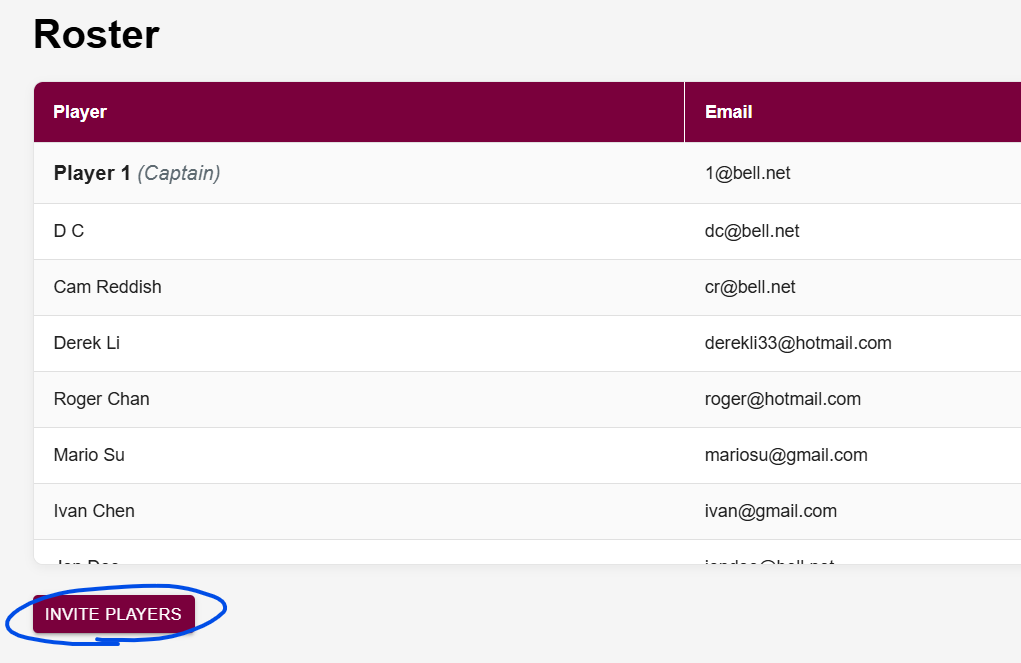 Roster
Player Email
Player 1 (Captain) 1@bell.net
D C dc@bell.net
Cam Reddish cr@bell.net
Derek Li derekli33@hotmail.com
Roger Chan roger@hotmail.com
Mario Su mariosu@gmail.com
Ivan Chen ivan@gmail.com
INVITE PLAYERS